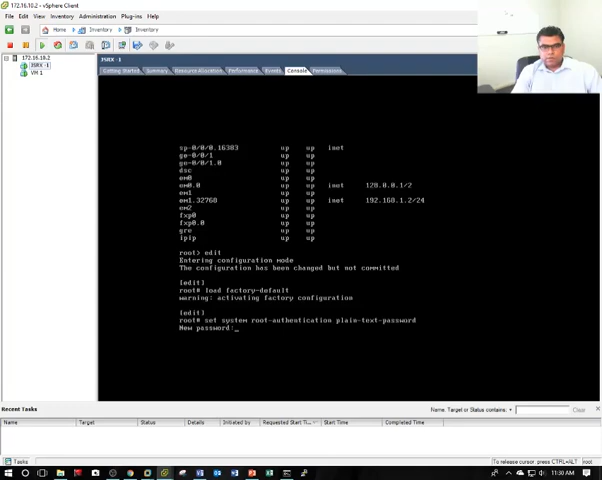 172.16.10.2 - vSphere Client
File Edit View Inventory Administration Plug-ins Help
Home Inventory Inventory
172.16.10.2
JSRX -1
VM 1
JSRX -1
Getting Started Summary Resource Allocation Performance Events Console Permissions
sp-0/0/0.16383 up up inet
ge-0/0/1 up up
ge-0/0/1.0 up up
dsc up up
em0 up up
em0.0 up up inet 128.0.0.1/2
em1 up up
em1.32768 up up inet 192.168.1.2/24
em2 up up
fxp0 up up
fxp0.0 up up
gre up up
ipip up up
root> edit
Entering configuration mode
The configuration has been changed but not committed
[edit]
root# load factory-default
warning: activating factory configuration
[edit]
root# set system root-authentication plain-text-password
New password:_
Recent Tasks
Name, Target or Status contains: Clear
Name Target Status Details Initiated by Requested Start Ti... Start Time Completed Time
Tasks
To release cursor, press CTRL+ALT root
11:30 AM